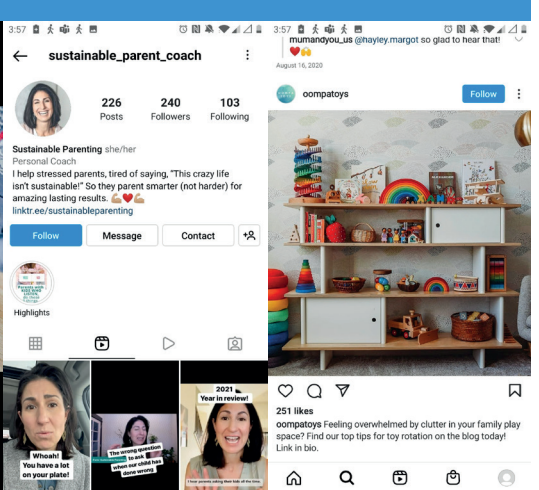 3:57
sustainable_parent_coach
226
240
103
Posts
Followers
Following
Sustainable Parenting she/her
Personal Coach
I help stressed parents, tired of saying, "This crazy life
isn't sustainable!" So they parent smarter (not harder) for
amazing lasting results. 💪🏼❤️💪🏼
linktr.ee/sustainableparenting
Follow
Message
Contact
Highlights
Whoah!
You have a lot
on your plate!
The wrong question
to ask
when our child has
done wrong
2021
Year in review!
3:57
mumandyou_us @hayley.margot so glad to hear that!
❤️🙌
August 16, 2020
oompatoys
Follow
251 likes
oompatoys Feeling overwhelmed by clutter in your family play
space? Find our top tips for toy rotation on the blog today!
Link in bio.